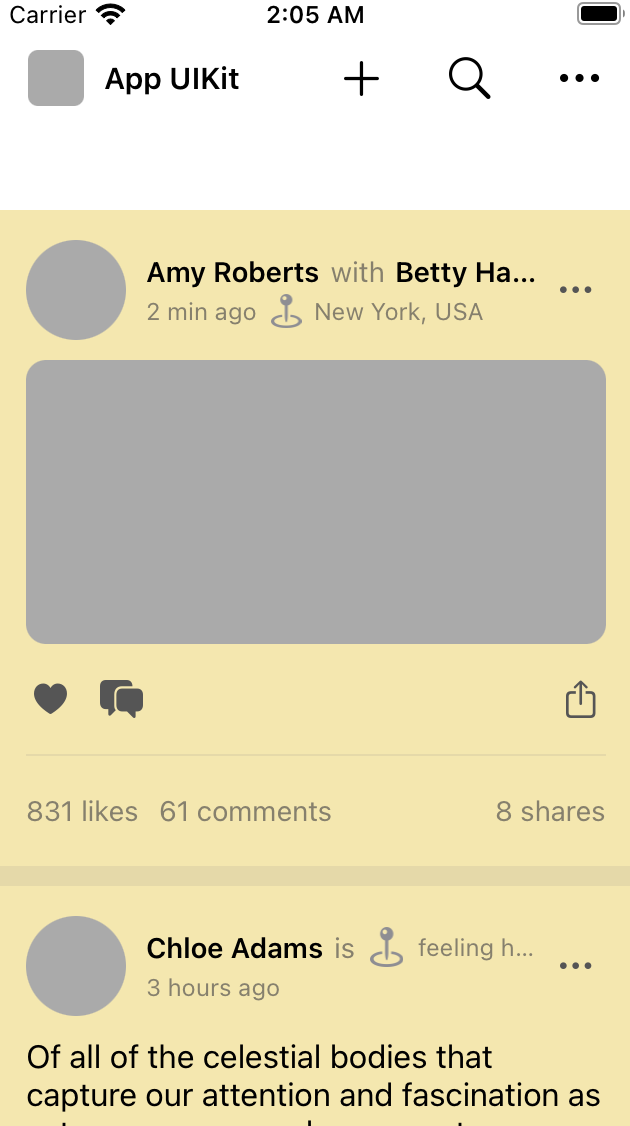 Carrier 2:05 AM
App UIKit
Amy Roberts with Betty Ha...
2 min ago New York, USA
831 likes 61 comments 8 shares
Chloe Adams is feeling h...
3 hours ago
Of all of the celestial bodies that
capture our attention and fascination as